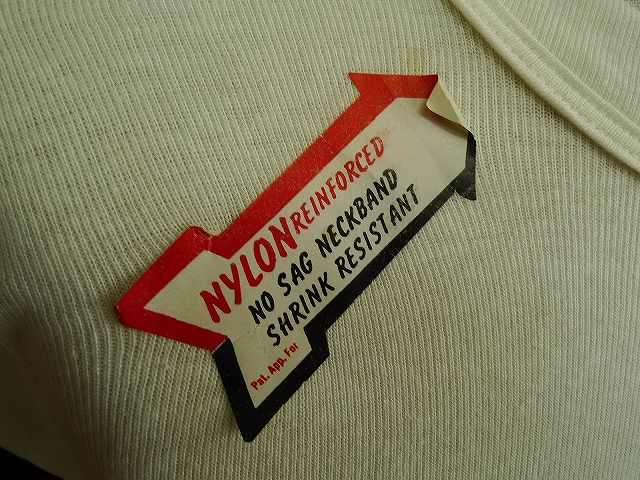 NYLON REINFORCED
NO SAG NECKBAND
SHRINK RESISTANT
Pat. App. For